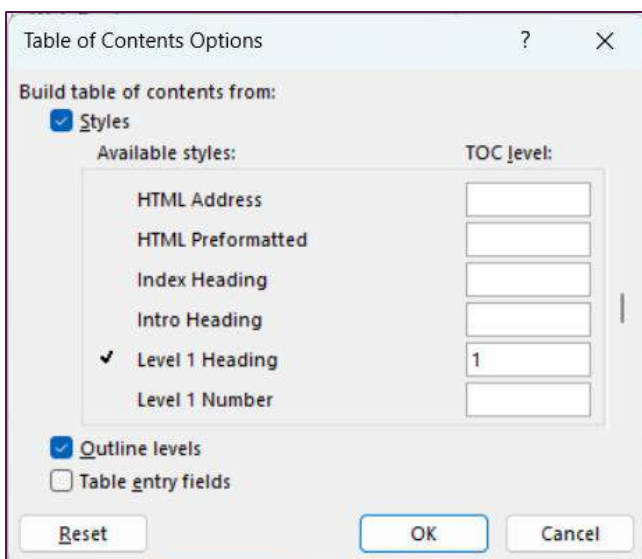 Table of Contents Options ? X
Build table of contents from:
Styles
Available styles: TOC level:
HTML Address
HTML Preformatted
Index Heading
Intro Heading
Level 1 Heading 1
Level 1 Number
Outline levels
Table entry fields
Reset OK Cancel